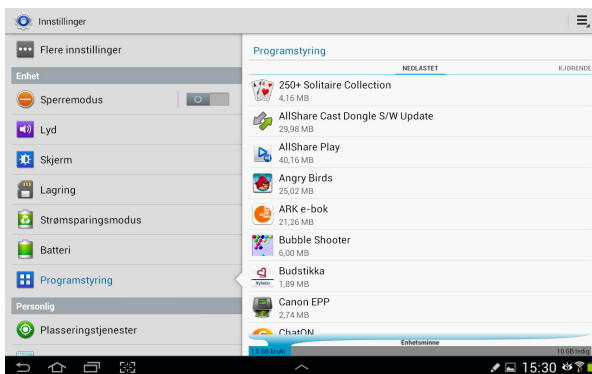 Innstillinger
Flere innstillinger
Enhet
Sperremodus
Lyd
Skjerm
Lagring
Strømsparingsmodus
Batteri
Programstyring
Personlig
Plasseringstjenester
Programstyring
NEDLASTET KJØRENDE
250+ Solitaire Collection
4,16 MB
AllShare Cast Dongle S/W Update
29,98 MB
AllShare Play
40,16 MB
Angry Birds
25,02 MB
ARK e-bok
21,26 MB
Bubble Shooter
6,00 MB
Budstikka
1,89 MB
Canon EPP
2,74 MB
ChatON
Enhetsminne
1,5 GB brukt 10 GB ledig
15:30